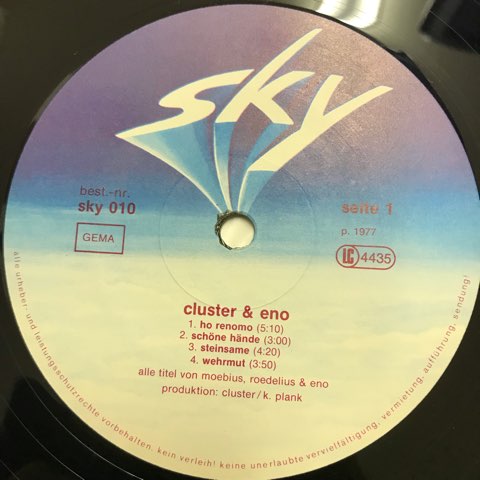 sky
best.-nr.
sky 010
GEMA
seite 1
p. 1977
LC 4435
cluster & eno
1. ho renomo (5:10)
2. schöne hände (3:00)
3. steinsame (4:20)
4. wehrmut (3:50)
alle titel von moebius, roedelius & eno
produktion: cluster/k. plank
alle urheber- und leistungsschutzrechte vorbehalten. kein verleih! keine unerlaubte vervielfältigung, vermietung, aufführung, sendung!